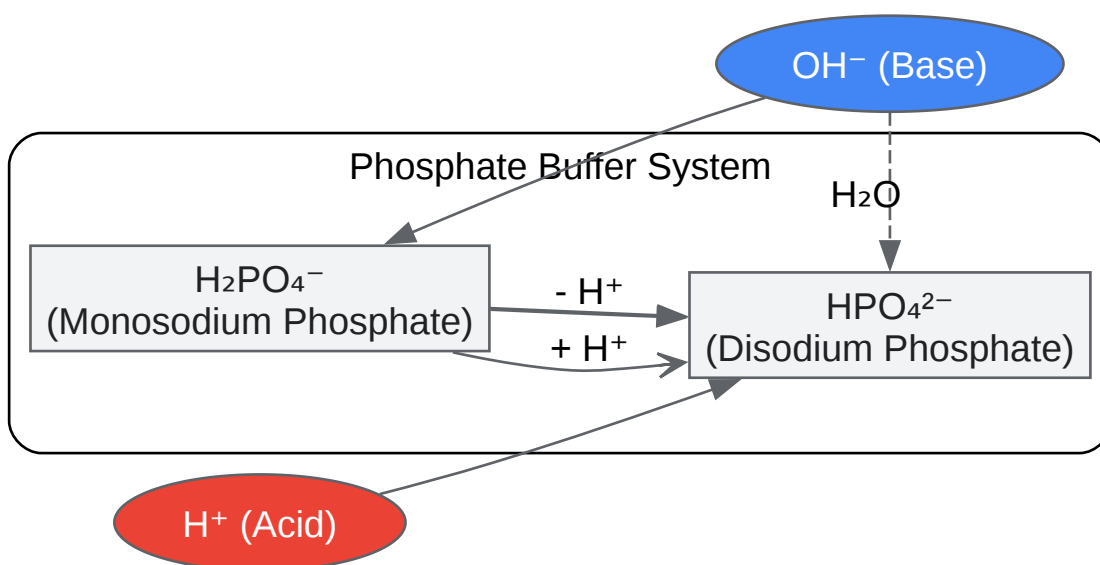 OH⁻ (Base)
Phosphate Buffer System
H₂O
H₂PO₄⁻
(Monosodium Phosphate)
- H⁺
+ H⁺
HPO₄²⁻
(Disodium Phosphate)
H⁺ (Acid)